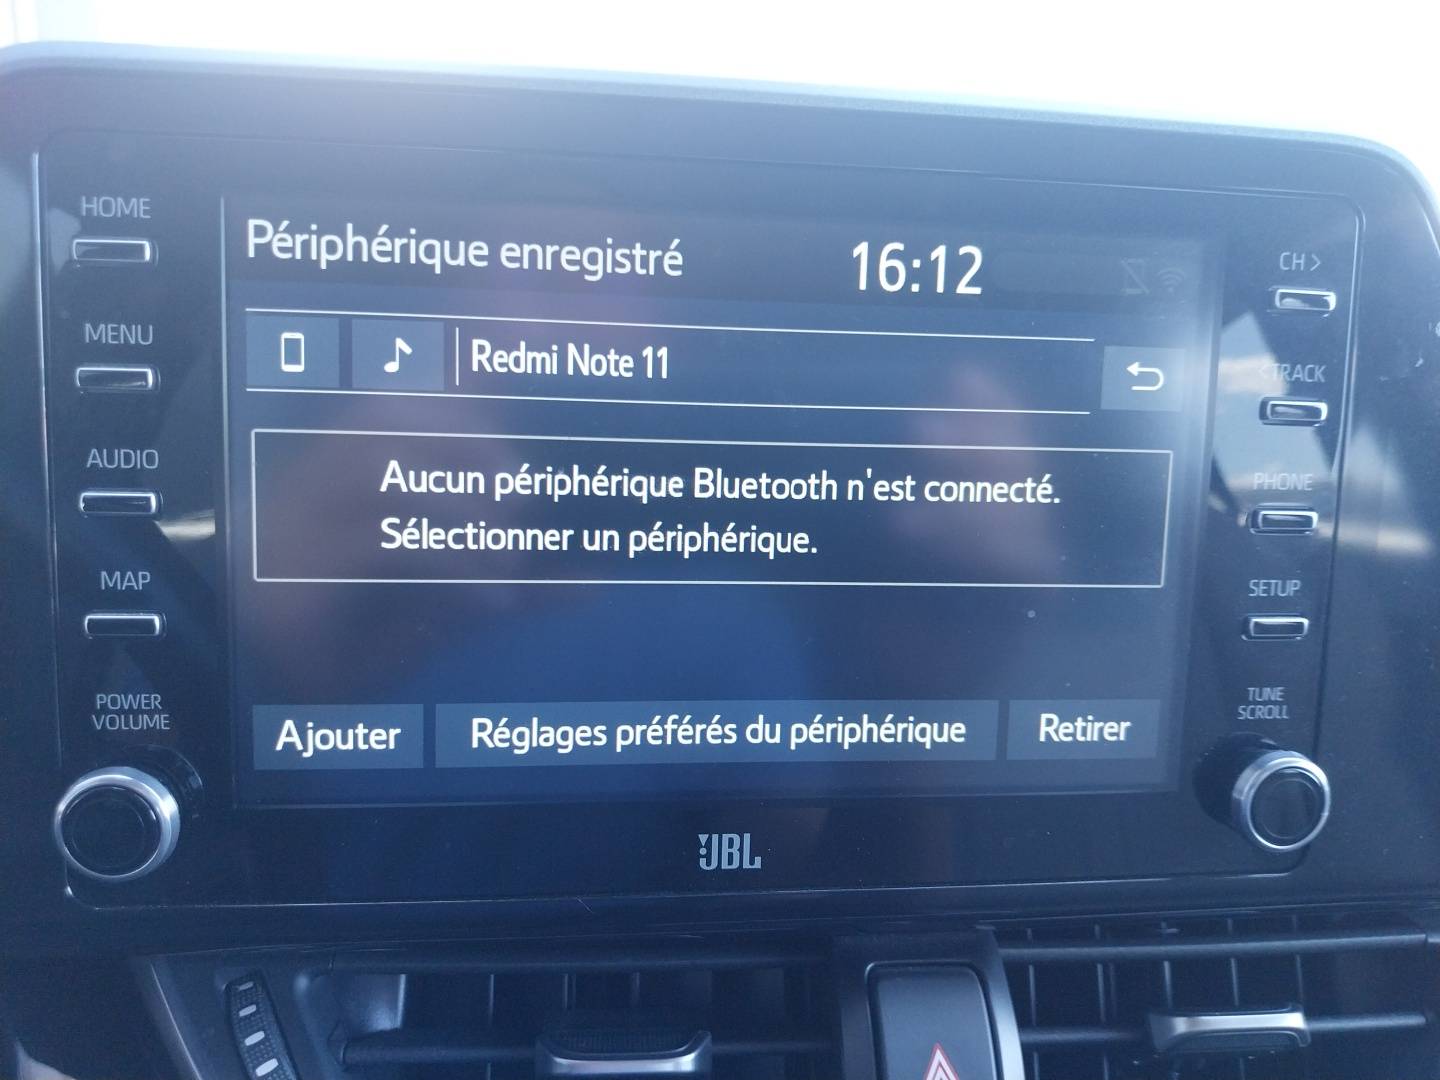 HOME
MENU
AUDIO
MAP
POWER
VOLUME
Périphérique enregistré
16:12
Redmi Note 11
Aucun périphérique Bluetooth n'est connecté.
Sélectionner un périphérique.
Ajouter
Réglages préférés du périphérique
Retirer
CH >
< TRACK
PHONE
SETUP
TUNE
SCROLL
JBL